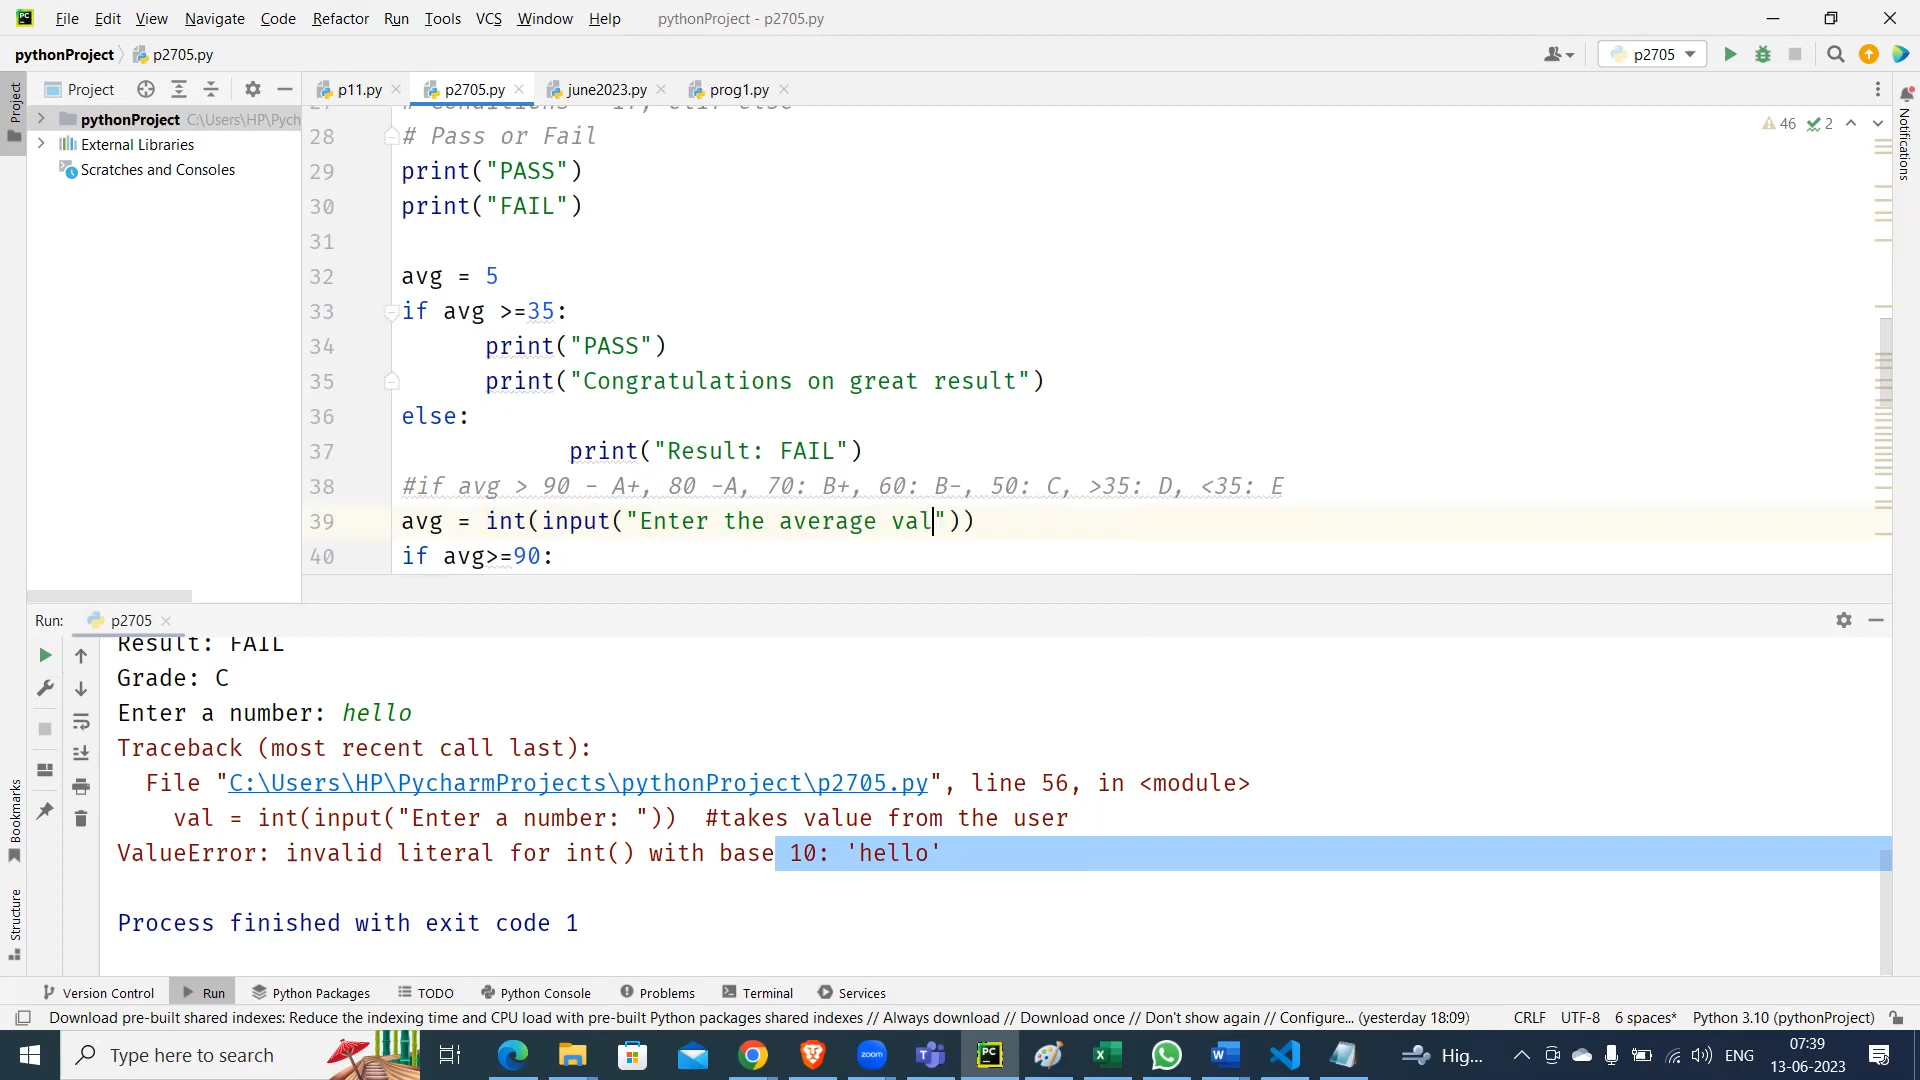 PC File Edit View Navigate Code Refactor Run Tools VCS Window Help pythonProject - p2705.py
pythonProject p2705.py p2705
Project p11.py p2705.py june2023.py prog1.py
Project
pythonProject C:\Users\HP\Pych
External Libraries
Scratches and Consoles
Notifications
46 2
28 # Pass or Fail
29 print("PASS")
30 print("FAIL")
31
32 avg = 5
33 if avg >=35:
34 print("PASS")
35 print("Congratulations on great result")
36 else:
37 print("Result: FAIL")
38 #if avg > 90 - A+, 80 -A, 70: B+, 60: B-, 50: C, >35: D, <35: E
39 avg = int(input("Enter the average val"))
40 if avg>=90:
Run: p2705
Result: FAIL
Grade: C
Enter a number: hello
Traceback (most recent call last):
File "C:\Users\HP\PycharmProjects\pythonProject\p2705.py", line 56, in <module>
val = int(input("Enter a number: ")) #takes value from the user
ValueError: invalid literal for int() with base 10: 'hello'
Process finished with exit code 1
Bookmarks
Structure
Version Control Run TODO Python Packages Python Console Problems Terminal Services
Download pre-built shared indexes: Reduce the indexing time and CPU load with pre-built Python packages shared indexes // Always download // Download once // Don't show again // Configure... (yesterday 18:09) CRLF UTF-8 6 spaces* Python 3.10 (pythonProject)
Type here to search zoom PC Hig... ENG
07:39
13-06-2023